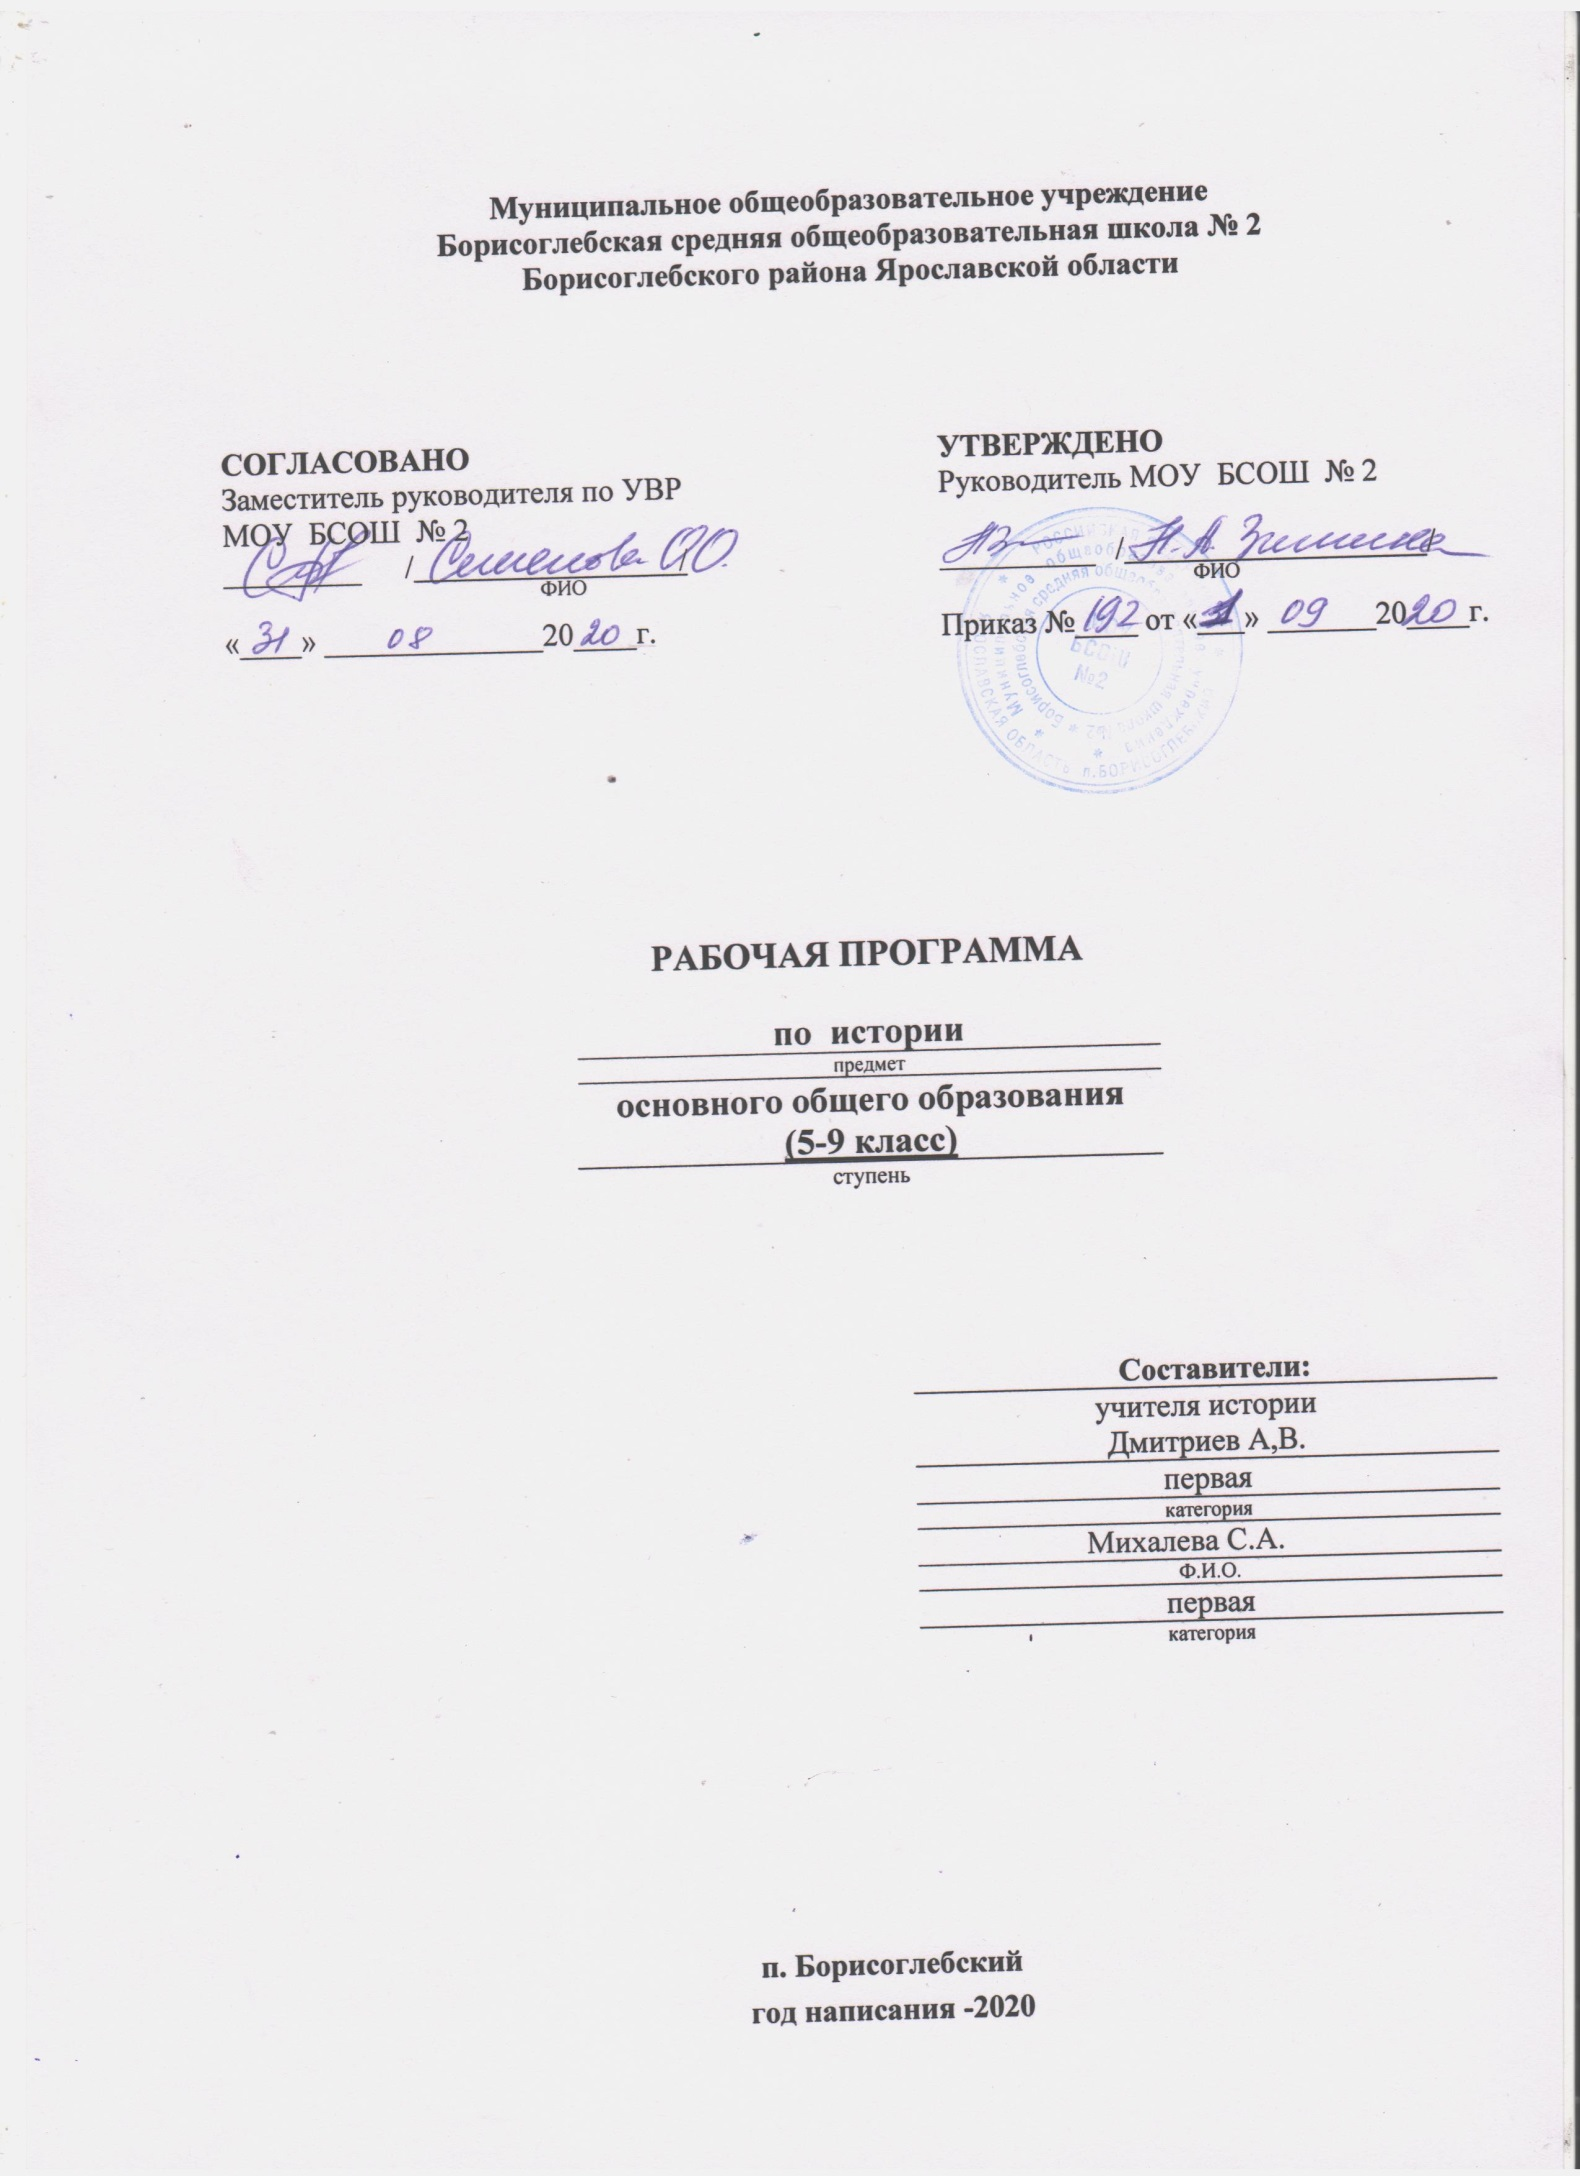 Муниципальное общеобразовательное учреждение
Борисоглебская средняя общеобразовательная школа № 2
Борисоглебского района Ярославской области
СОГЛАСОВАНО
Заместитель руководителя по УВР
МОУ БСОШ № 2
/ Семенова О.О. /
ФИО
«31» 08 2020 г.
УТВЕРЖДЕНО
Руководитель МОУ БСОШ № 2
/ Н.А. Зимина /
ФИО
Приказ № 192 от « » 09 2020 г.
БСОШ
№2
РАБОЧАЯ ПРОГРАММА
по истории
предмет
основного общего образования
(5-9 класс)
ступень
Составители:
учителя истории
Дмитриев А,В.
первая
категория
Михалева С.А.
Ф.И.О.
первая
категория
п. Борисоглебский
год написания -2020